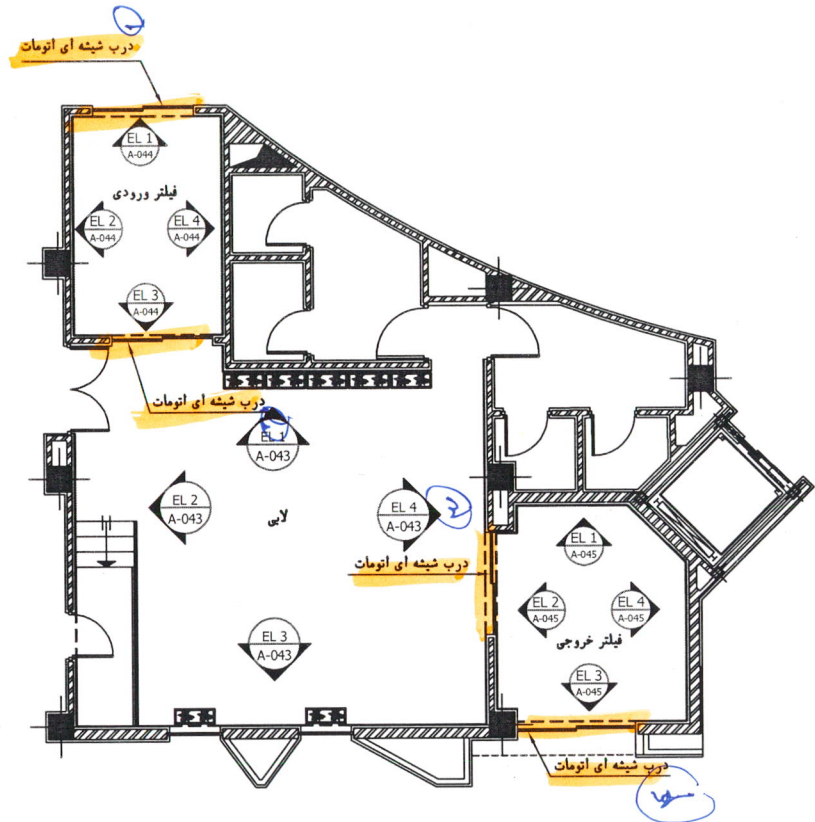 ۱
درب شیشه ای اتومات
EL 1
A-044
فیلتر ورودی
EL 2
A-044
EL 4
A-044
EL 3
A-044
درب شیشه ای اتومات
EL 1
A-043
EL 2
A-043
لابی
EL 4
A-043
۳
درب شیشه ای اتومات
EL 3
A-043
EL 1
A-045
EL 2
A-045
EL 4
A-045
فیلتر خروجی
EL 3
A-045
درب شیشه ای اتومات